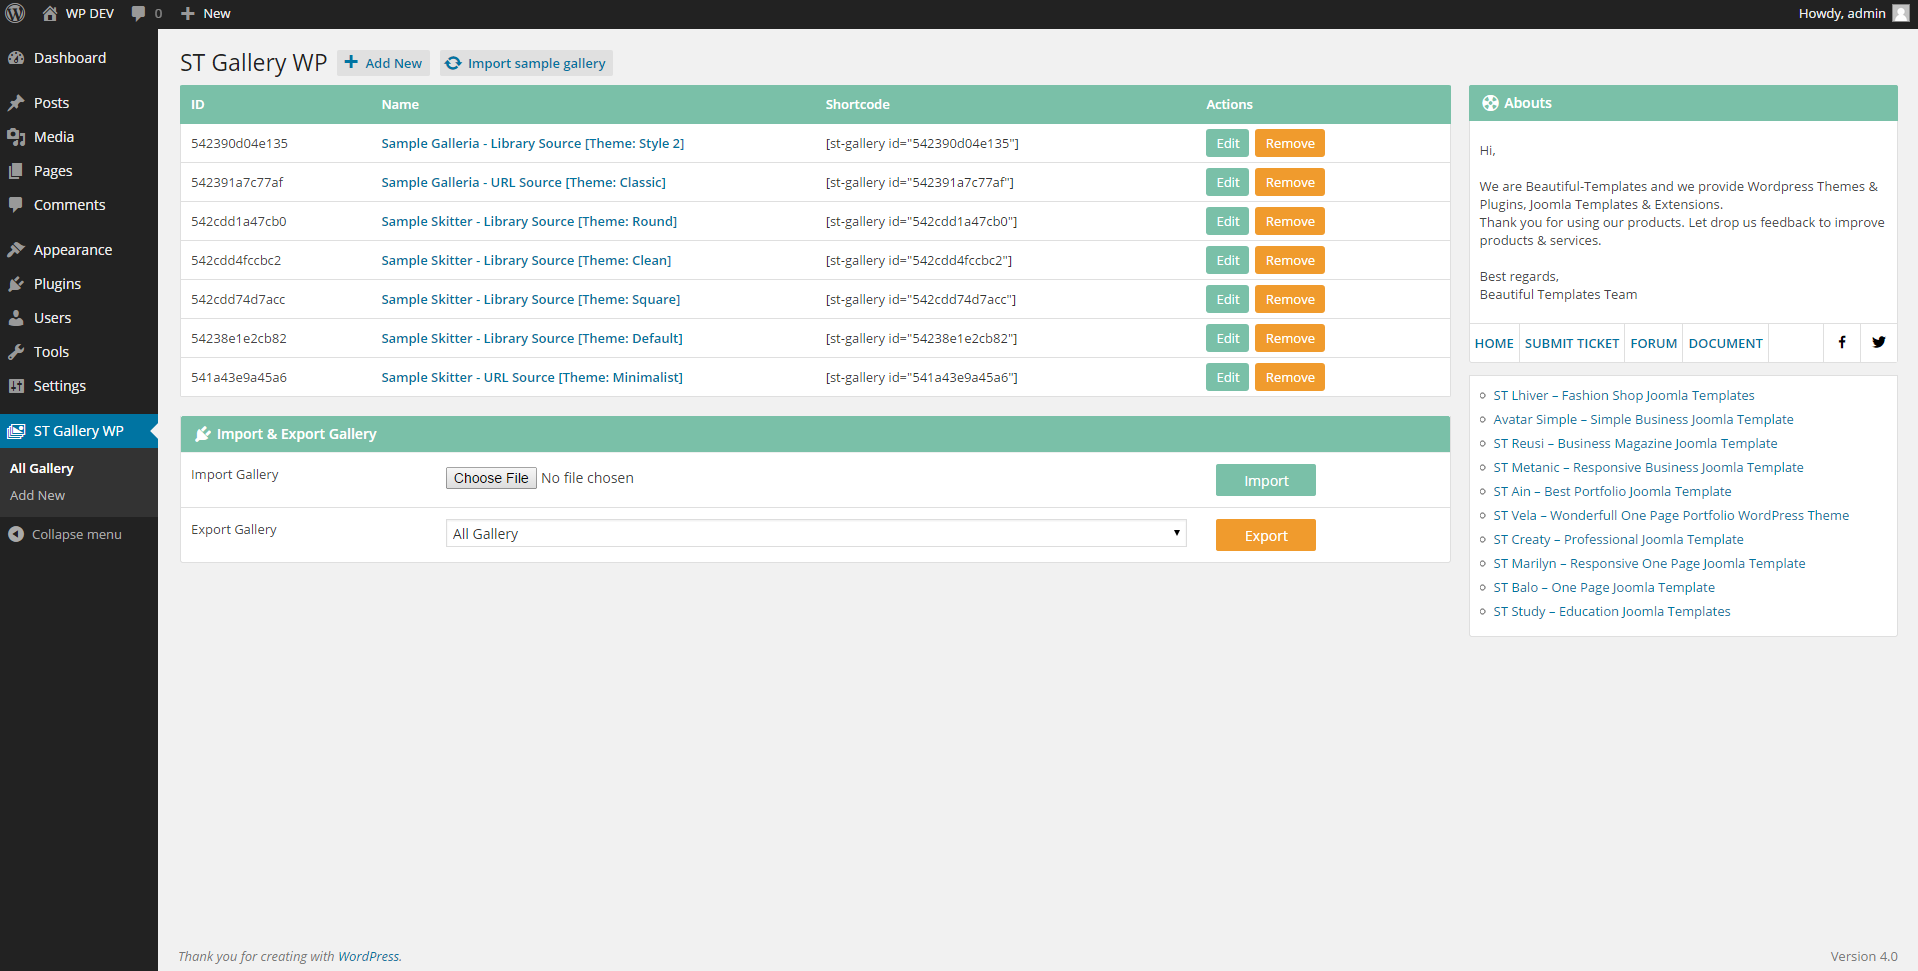 WP DEV 0 New Howdy, admin
Dashboard
Posts
Media
Pages
Comments
Appearance
Plugins
Users
Tools
Settings
ST Gallery WP
All Gallery
Add New
Collapse menu
ST Gallery WP Add New Import sample gallery
ID Name Shortcode Actions
542390d04e135 Sample Galleria - Library Source [Theme: Style 2] [st-gallery id="542390d04e135"] Edit Remove
542391a7c77af Sample Galleria - URL Source [Theme: Classic] [st-gallery id="542391a7c77af"] Edit Remove
542cdd1a47cb0 Sample Skitter - Library Source [Theme: Round] [st-gallery id="542cdd1a47cb0"] Edit Remove
542cdd4fccbc2 Sample Skitter - Library Source [Theme: Clean] [st-gallery id="542cdd4fccbc2"] Edit Remove
542cdd74d7acc Sample Skitter - Library Source [Theme: Square] [st-gallery id="542cdd74d7acc"] Edit Remove
54238e1e2cb82 Sample Skitter - Library Source [Theme: Default] [st-gallery id="54238e1e2cb82"] Edit Remove
541a43e9a45a6 Sample Skitter - URL Source [Theme: Minimalist] [st-gallery id="541a43e9a45a6"] Edit Remove
Import & Export Gallery
Import Gallery Choose File No file chosen Import
Export Gallery All Gallery Export
Abouts
Hi,
We are Beautiful-Templates and we provide Wordpress Themes &
Plugins, Joomla Templates & Extensions.
Thank you for using our products. Let drop us feedback to improve
products & services.
Best regards,
Beautiful Templates Team
HOME SUBMIT TICKET FORUM DOCUMENT
ST Lhiver – Fashion Shop Joomla Templates
Avatar Simple – Simple Business Joomla Template
ST Reusi – Business Magazine Joomla Template
ST Metanic – Responsive Business Joomla Template
ST Ain – Best Portfolio Joomla Template
ST Vela – Wonderfull One Page Portfolio WordPress Theme
ST Creaty – Professional Joomla Template
ST Marilyn – Responsive One Page Joomla Template
ST Balo – One Page Joomla Template
ST Study – Education Joomla Templates
Thank you for creating with WordPress. Version 4.0